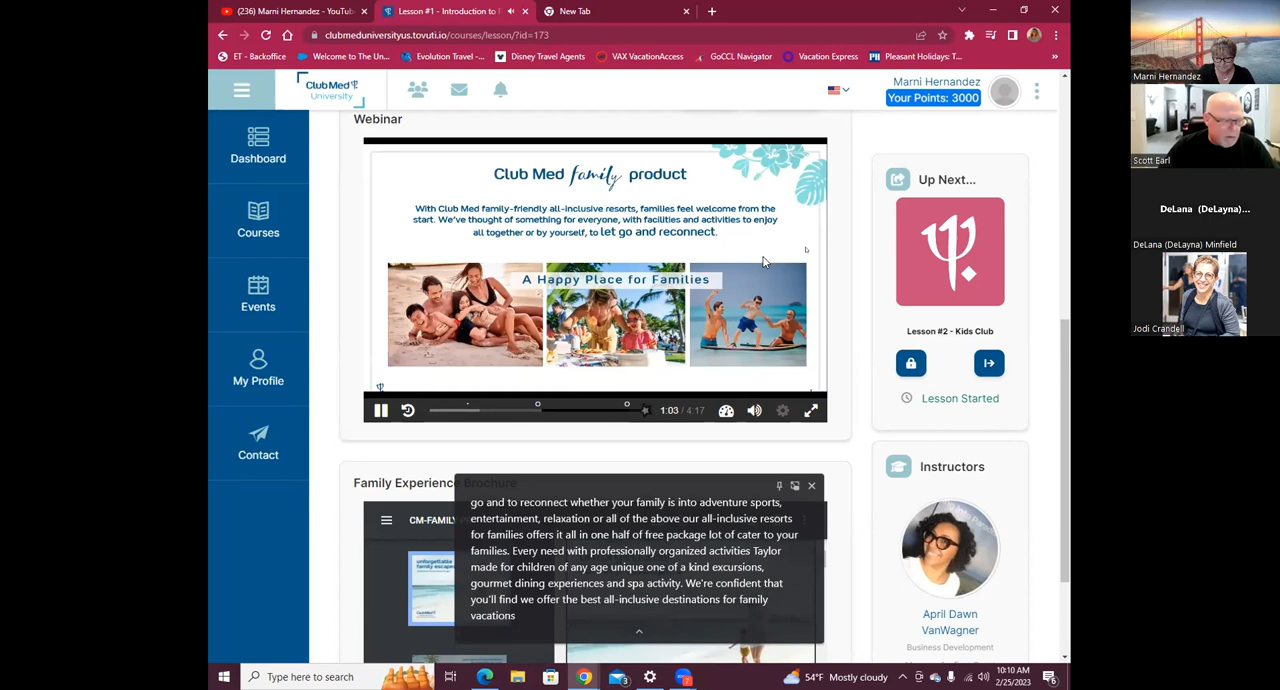 (236) Marni Hernandez - YouTub
Lesson #1 - Introduction to F
New Tab
clubmeduniversityus.tovuti.io/courses/lesson/?id=173
ET - Backoffice
Welcome to The Un...
Evolution Travel -...
Disney Travel Agents
VAX VacationAccess
GoCCL Navigator
Vacation Express
Pleasant Holidays: T...
»
Club Med
University
Marni Hernandez
Your Points: 3000
Dashboard
Courses
Events
My Profile
Contact
Webinar
Club Med family product
With Club Med family-friendly all-inclusive resorts, families feel welcome from the
start. We've thought of something for everyone, with facilities and activities to enjoy
all together or by yourself, to let go and reconnect.
A Happy Place for Families
1:03 / 4:17
Up Next...
Lesson #2 - Kids Club
Lesson Started
Instructors
April Dawn
VanWagner
Business Development
Family Experience Brochure
CM-FAMILY
unforgettable
family escapes
go and to reconnect whether your family is into adventure sports,
entertainment, relaxation or all of the above our all-inclusive resorts
for families offers it all in one half of free package lot of cater to your
families. Every need with professionally organized activities Taylor
made for children of any age unique one of a kind excursions,
gourmet dining experiences and spa activity. We're confident that
you'll find we offer the best all-inclusive destinations for family
vacations
Type here to search
3
7
54°F Mostly cloudy
10:10 AM
2/25/2023
6
Marni Hernandez
Scott Earl
DeLana (DeLayna)...
DeLana (DeLayna) Minfield
Jodi Crandell